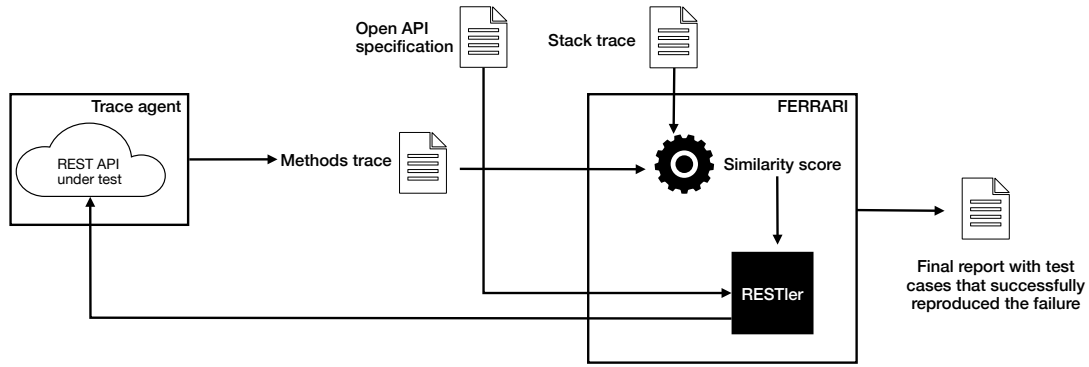 Open API
specification
Stack trace
Trace agent
FERRARI
REST API
under test
Methods trace
Similarity score
RESTler
Final report with test
cases that successfully
reproduced the failure